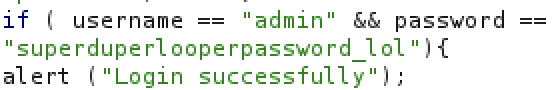 if ( username == "admin" && password ==
"superduperlooperpassword_lol"){
alert ("Login successfully");